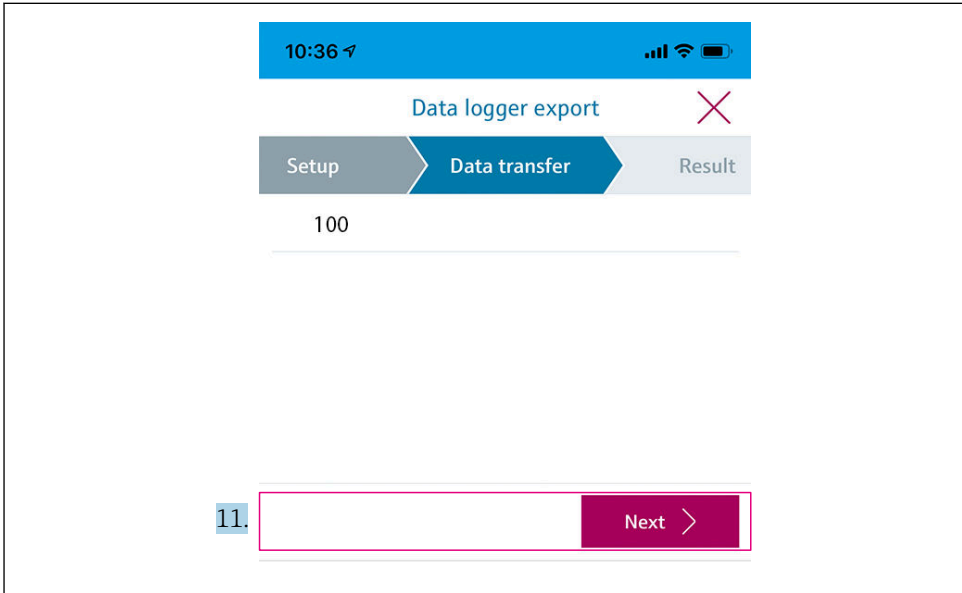 10:36
Data logger export
Setup Data transfer Result
100
11. Next